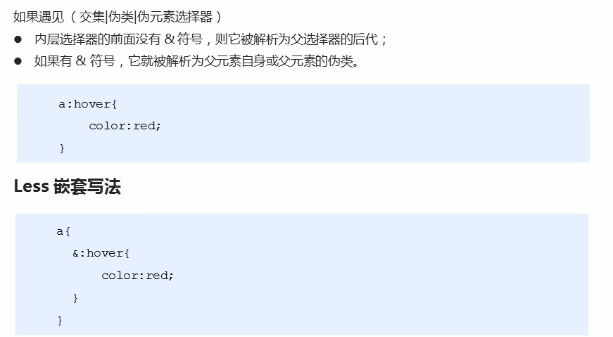 如果遇见（交集|伪类|伪元素选择器）
● 内层选择器的前面没有 & 符号，则它被解析为父选择器的后代；
● 如果有 & 符号，它就被解析为父元素自身或父元素的伪类。
a:hover{
color:red;
}
Less 嵌套写法
a{
&:hover{
color:red;
}
}